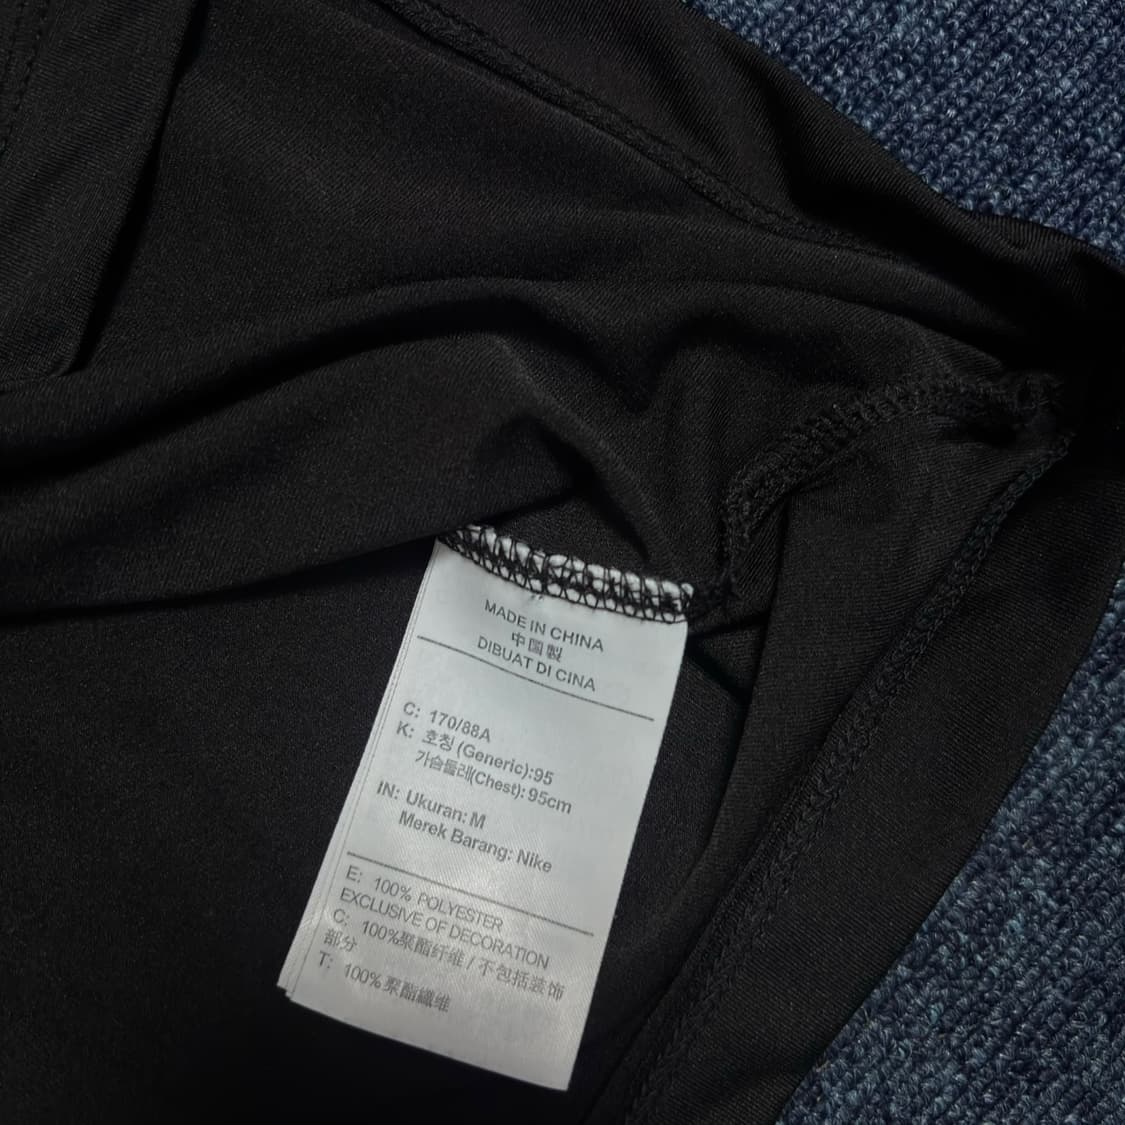 MADE IN CHINA
中國製
DIBUAT DI CINA
C: 170/88A
K: 호칭 (Generic):95
가슴둘레(Chest): 95cm
IN: Ukuran: M
Merek Barang: Nike
E: 100% POLYESTER
EXCLUSIVE OF DECORATION
C: 100%聚酯纤维 / 不包括装饰
部分
T: 100%聚酯纖維